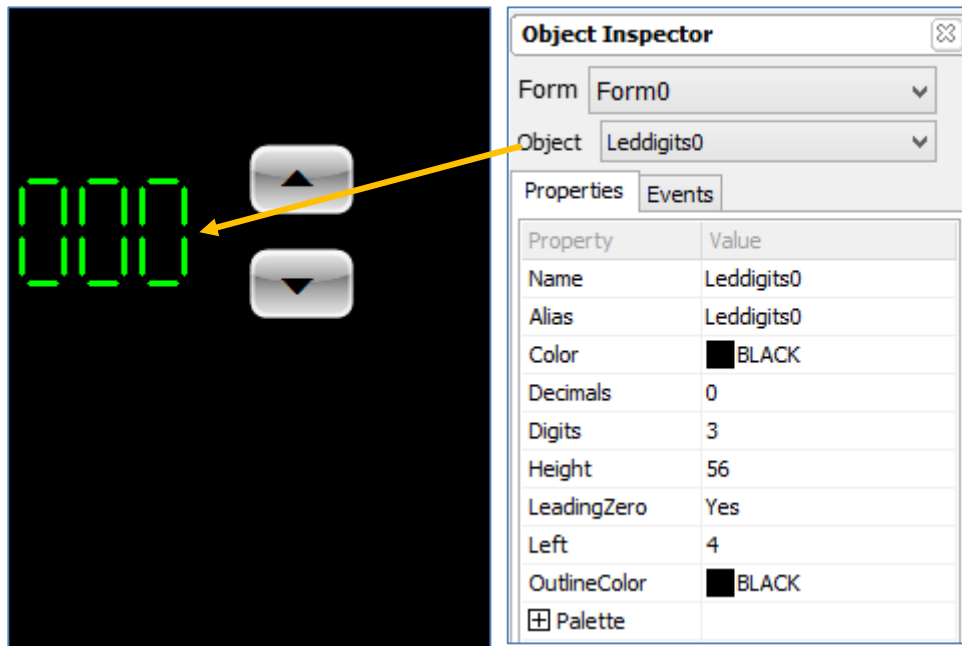 000
Object Inspector
Form Form0
Object Leddigits0
Properties Events
Property Value
Name Leddigits0
Alias Leddigits0
Color BLACK
Decimals 0
Digits 3
Height 56
LeadingZero Yes
Left 4
OutlineColor BLACK
Palette